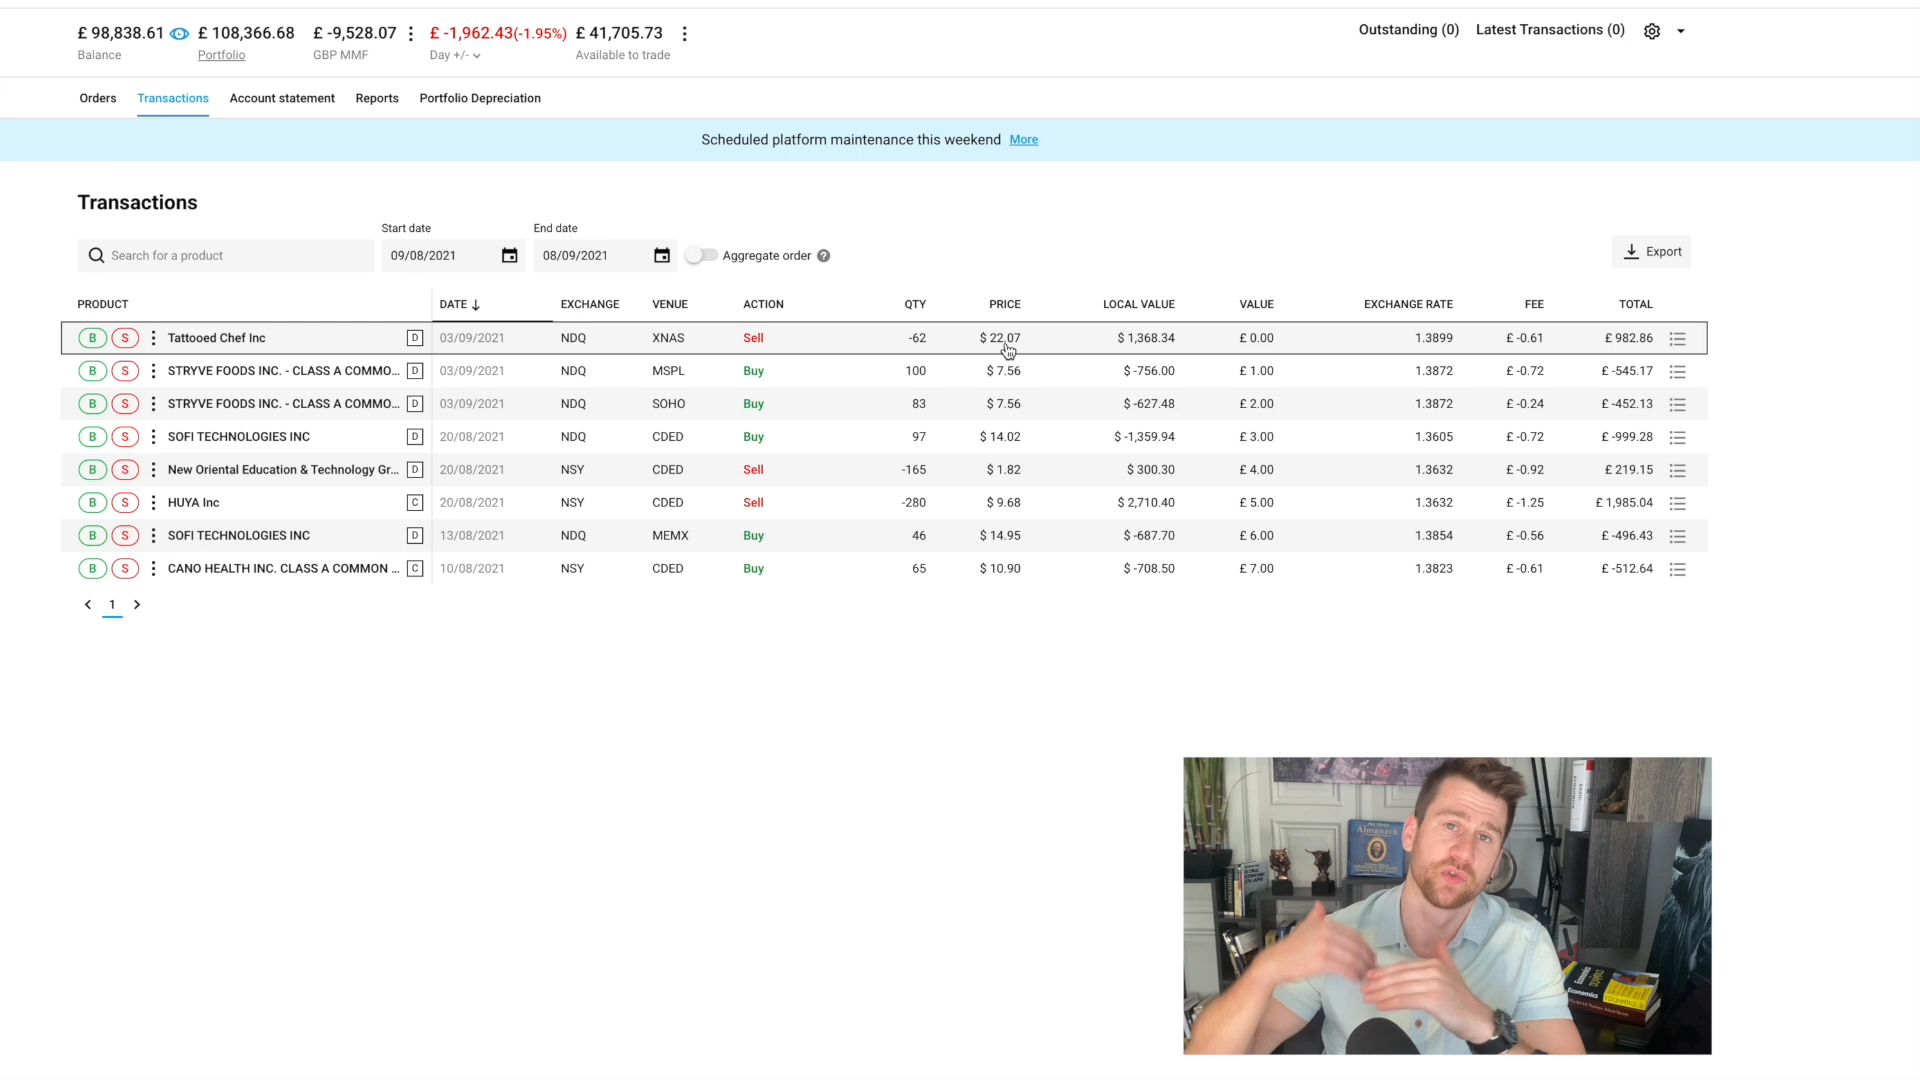 £ 98,838.61 £ 108,366.68 £ -9,528.07 £ -1,962.43(-1.95%) £ 41,705.73 Outstanding (0) Latest Transactions (0)
Balance Portfolio GBP MMF Day +/- Available to trade
Orders Transactions Account statement Reports Portfolio Depreciation
Scheduled platform maintenance this weekend More
Transactions
Start date End date
Search for a product 09/08/2021 08/09/2021 Aggregate order ? Export
PRODUCT DATE EXCHANGE VENUE ACTION QTY PRICE LOCAL VALUE VALUE EXCHANGE RATE FEE TOTAL
B S Tattooed Chef Inc D 03/09/2021 NDQ XNAS Sell -62 $ 22.07 $ 1,368.34 £ 0.00 1.3899 £ -0.61 £ 982.86
B S STRYVE FOODS INC. - CLASS A COMMO... D 03/09/2021 NDQ MSPL Buy 100 $ 7.56 $ -756.00 £ 1.00 1.3872 £ -0.72 £ -545.17
B S STRYVE FOODS INC. - CLASS A COMMO... D 03/09/2021 NDQ SOHO Buy 83 $ 7.56 $ -627.48 £ 2.00 1.3872 £ -0.24 £ -452.13
B S SOFI TECHNOLOGIES INC D 20/08/2021 NDQ CDED Buy 97 $ 14.02 $ -1,359.94 £ 3.00 1.3605 £ -0.72 £ -999.28
B S New Oriental Education & Technology Gr... D 20/08/2021 NSY CDED Sell -165 $ 1.82 $ 300.30 £ 4.00 1.3632 £ -0.92 £ 219.15
B S HUYA Inc C 20/08/2021 NSY CDED Sell -280 $ 9.68 $ 2,710.40 £ 5.00 1.3632 £ -1.25 £ 1,985.04
B S SOFI TECHNOLOGIES INC D 13/08/2021 NDQ MEMX Buy 46 $ 14.95 $ -687.70 £ 6.00 1.3854 £ -0.56 £ -496.43
B S CANO HEALTH INC. CLASS A COMMON ... C 10/08/2021 NSY CDED Buy 65 $ 10.90 $ -708.50 £ 7.00 1.3823 £ -0.61 £ -512.64
1
Almanack
Economics